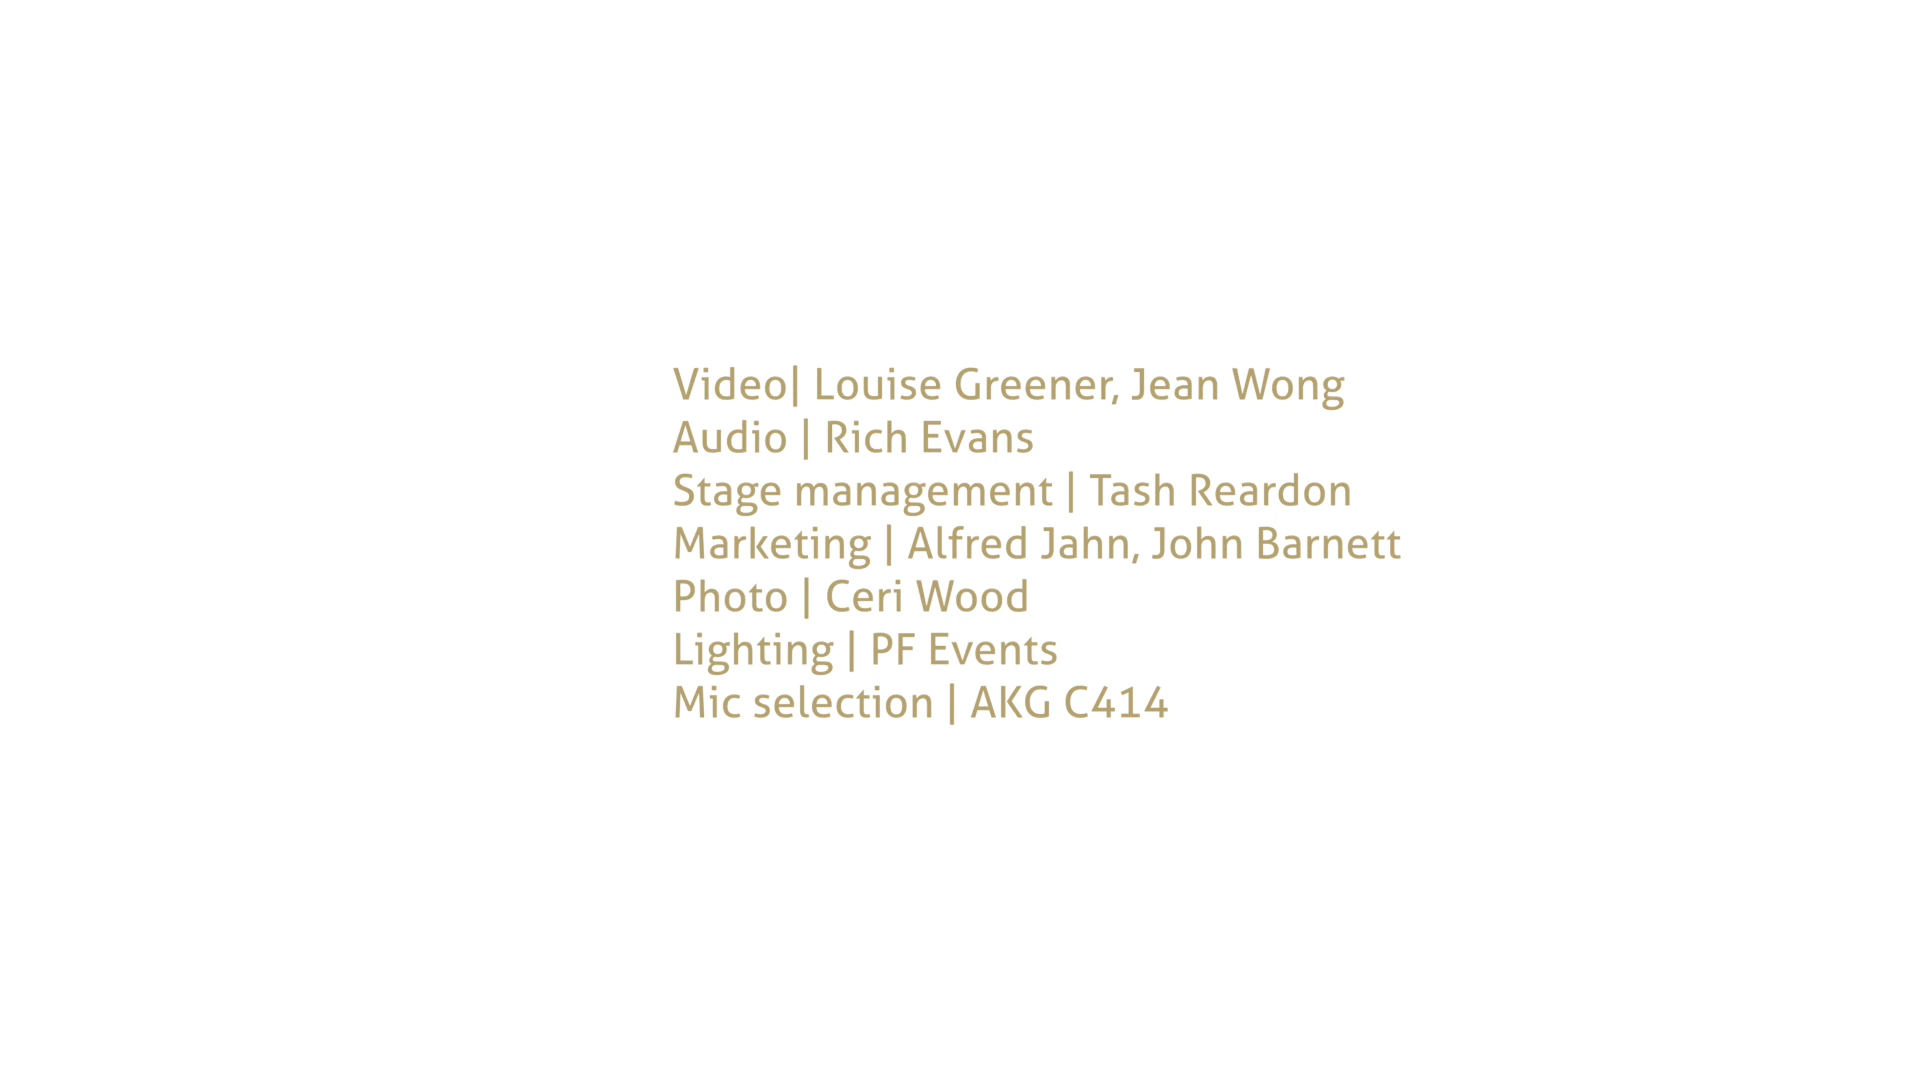 Video| Louise Greener, Jean Wong
Audio | Rich Evans
Stage management | Tash Reardon
Marketing | Alfred Jahn, John Barnett
Photo | Ceri Wood
Lighting | PF Events
Mic selection | AKG C414